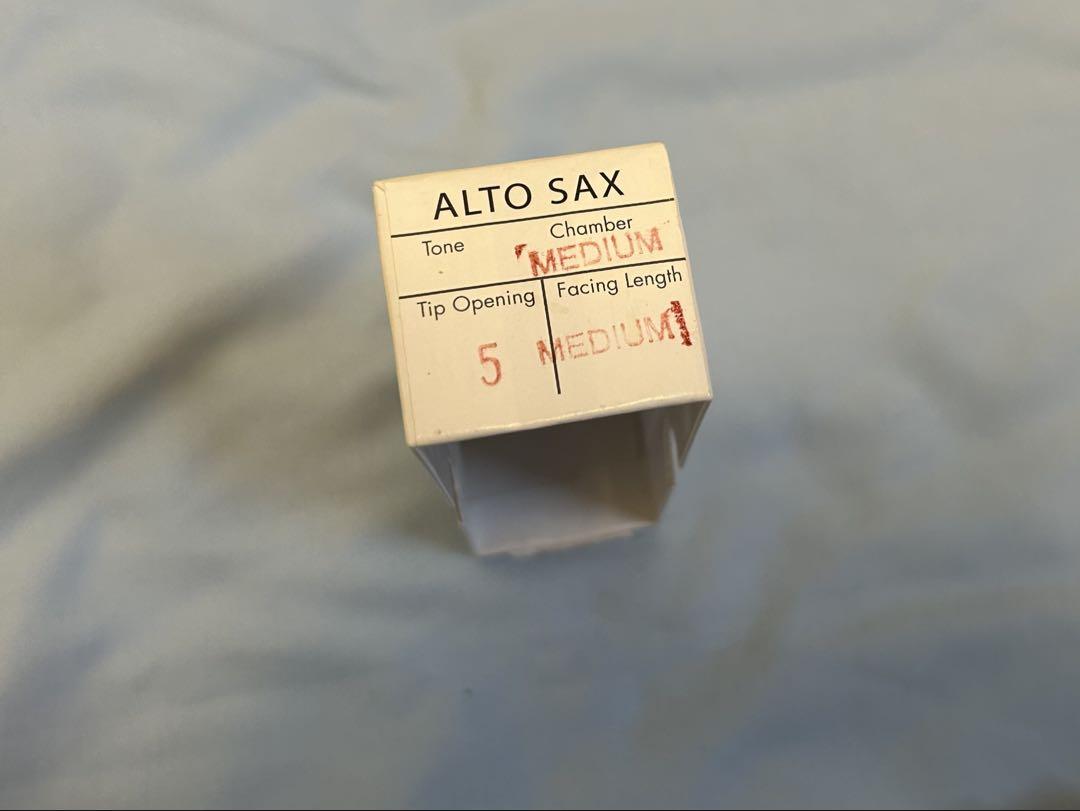 ALTO SAX
Tone Chamber
MEDIUM
Tip Opening Facing Length
5 MEDIUM